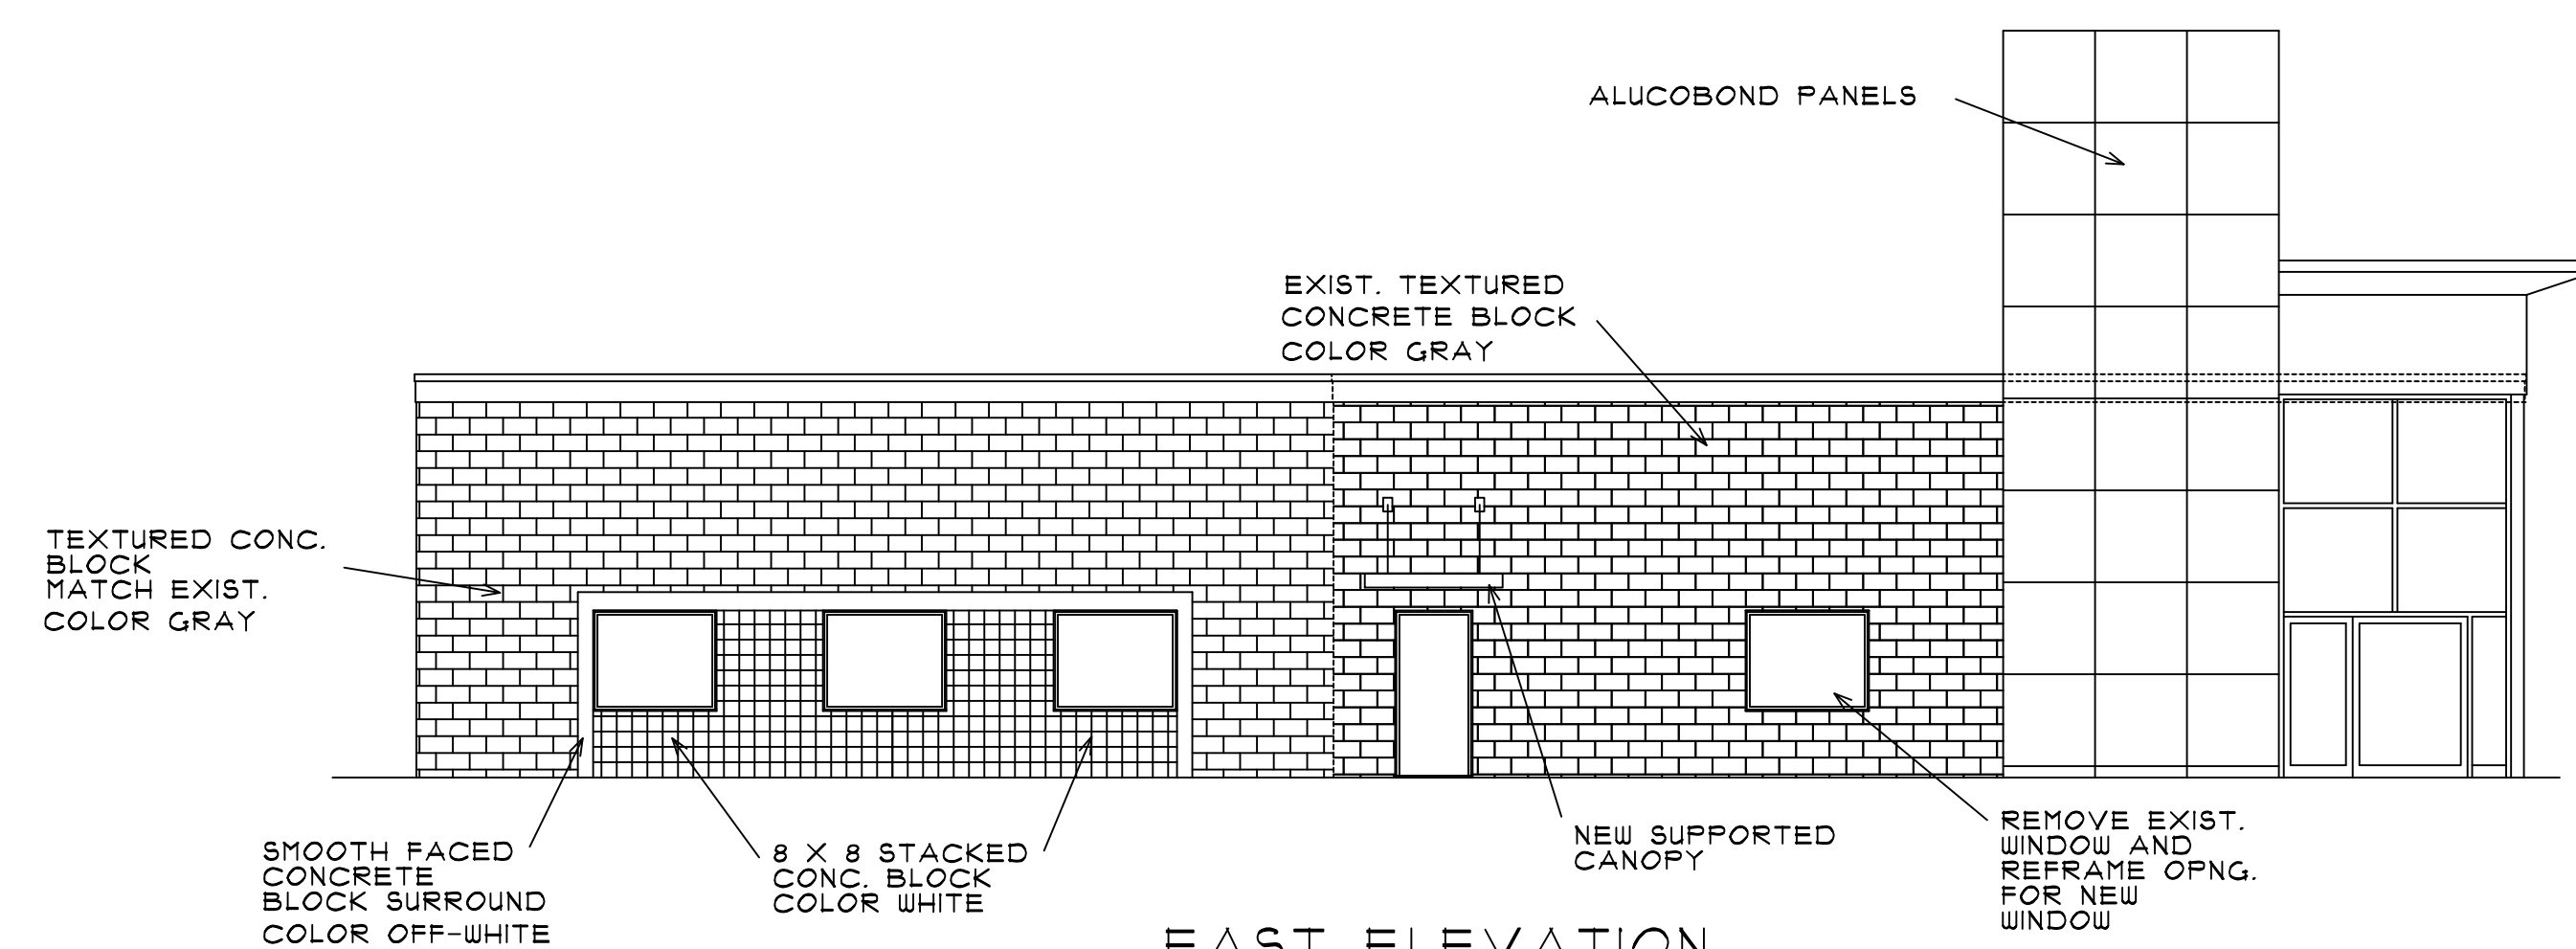 ALUCOBOND PANELS
EXIST. TEXTURED
CONCRETE BLOCK
COLOR GRAY
TEXTURED CONC.
BLOCK
MATCH EXIST.
COLOR GRAY
SMOOTH FACED
CONCRETE
BLOCK SURROUND
COLOR OFF-WHITE
8 X 8 STACKED
CONC. BLOCK
COLOR WHITE
NEW SUPPORTED
CANOPY
REMOVE EXIST.
WINDOW AND
REFRAME OPNG.
FOR NEW
WINDOW
EAST ELEVATION